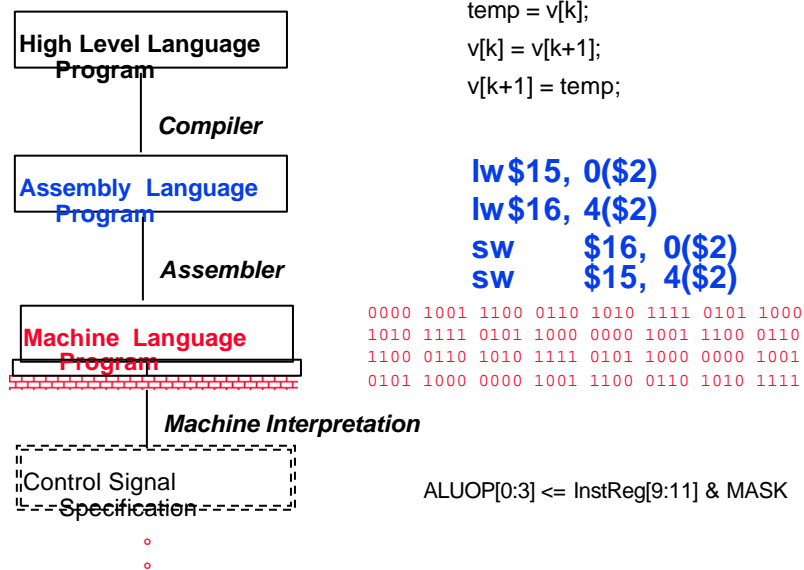 temp = v[k];
High Level Language
Program
v[k] = v[k+1];
v[k+1] = temp;
Compiler
Assembly Language
Program
lw $15, 0($2)
lw $16, 4($2)
sw $16, 0($2)
sw $15, 4($2)
Assembler
Machine Language
Program
0000 1001 1100 0110 1010 1111 0101 1000
1010 1111 0101 1000 0000 1001 1100 0110
1100 0110 1010 1111 0101 1000 0000 1001
0101 1000 0000 1001 1100 0110 1010 1111
Machine Interpretation
Control Signal
Specification
ALUOP[0:3] <= InstReg[9:11] & MASK